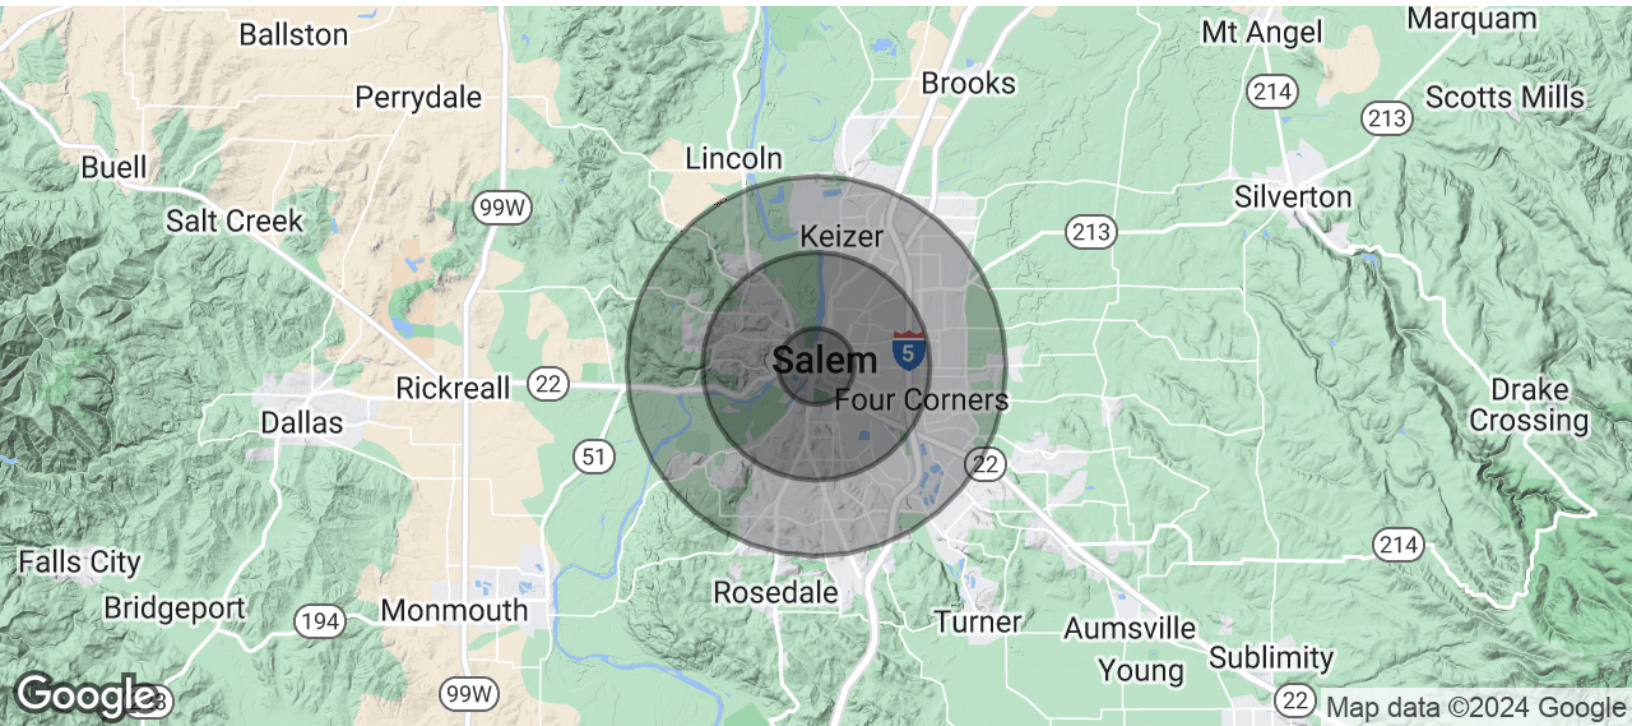 Ballston
Mt Angel
Marquam
Brooks
214
Scotts Mills
Perrydale
213
Lincoln
Buell
99W
Silverton
Salt Creek
Keizer
213
5
Salem
Rickreall
22
Four Corners
Drake
Crossing
Dallas
51
22
214
Falls City
Rosedale
Bridgeport
194
Monmouth
Turner
Aumsville
Young
Sublimity
99W
22
Google
Map data ©2024 Google